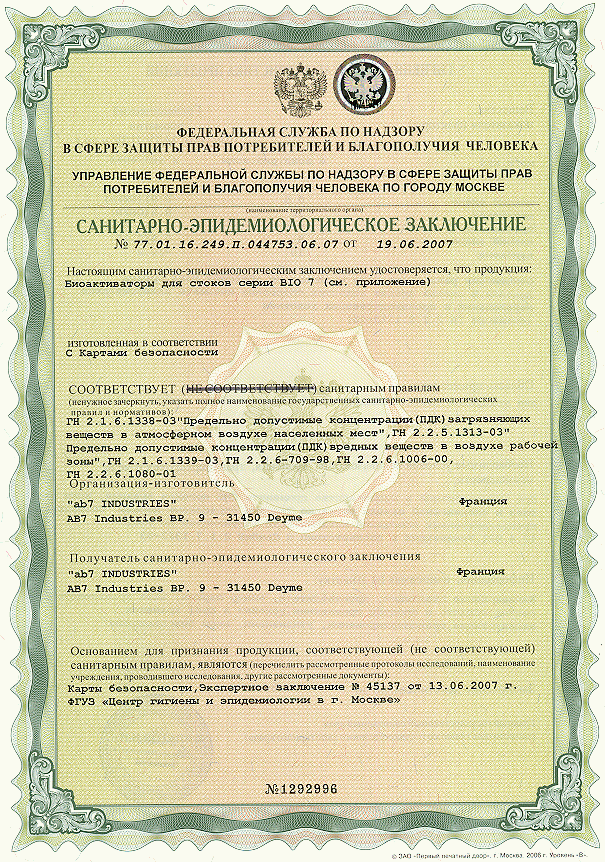 ФЕДЕРАЛЬНАЯ СЛУЖБА ПО НАДЗОРУ
В СФЕРЕ ЗАЩИТЫ ПРАВ ПОТРЕБИТЕЛЕЙ И БЛАГОПОЛУЧИЯ ЧЕЛОВЕКА
УПРАВЛЕНИЕ ФЕДЕРАЛЬНОЙ СЛУЖБЫ ПО НАДЗОРУ В СФЕРЕ ЗАЩИТЫ ПРАВ
ПОТРЕБИТЕЛЕЙ И БЛАГОПОЛУЧИЯ ЧЕЛОВЕКА ПО ГОРОДУ МОСКВЕ
(наименование территориального органа)
САНИТАРНО-ЭПИДЕМИОЛОГИЧЕСКОЕ ЗАКЛЮЧЕНИЕ
№ 77.01.16.249.П.044753.06.07 от 19.06.2007
Настоящим санитарно-эпидемиологическим заключением удостоверяется, что продукция:
Биоактиваторы для стоков серии BIO 7 (см. приложение)
изготовленная в соответствии
С Картами безопасности
СООТВЕТСТВУЕТ (НЕ СООТВЕТСТВУЕТ) санитарным правилам
(ненужное зачеркнуть, указать полное наименование государственных санитарно-эпидемиологических
правил и нормативов):
ГН 2.1.6.1338-03"Предельно допустимые концентрации(ПДК)загрязняющих
веществ в атмосферном воздухе населенных мест",ГН 2.2.5.1313-03"
Предельно допустимые концентрации(ПДК)вредных веществ в воздухе рабочей
зоны",ГН 2.1.6.1339-03,ГН 2.2.6-709-98,ГН 2.2.6.1006-00,
ГН 2.2.6.1080-01
Организация-изготовитель
"ab7 INDUSTRIES" Франция
AB7 Industries BP. 9 - 31450 Deyme
Получатель санитарно-эпидемиологического заключения
"ab7 INDUSTRIES" Франция
AB7 Industries BP. 9 - 31450 Deyme
Основанием для признания продукции, соответствующей (не соответствующей)
санитарным правилам, являются (перечислить рассмотренные протоколы исследований, наименование
учреждения, проводившего исследования, другие рассмотренные документы):
Карты безопасности,Экспертное заключение № 45137 от 13.06.2007 г.
ФГУЗ «Центр гигиены и эпидемиологии в г. Москве»
№1292996
© ЗАО «Первый печатный двор», г. Москва, 2006 г. Уровень «В».